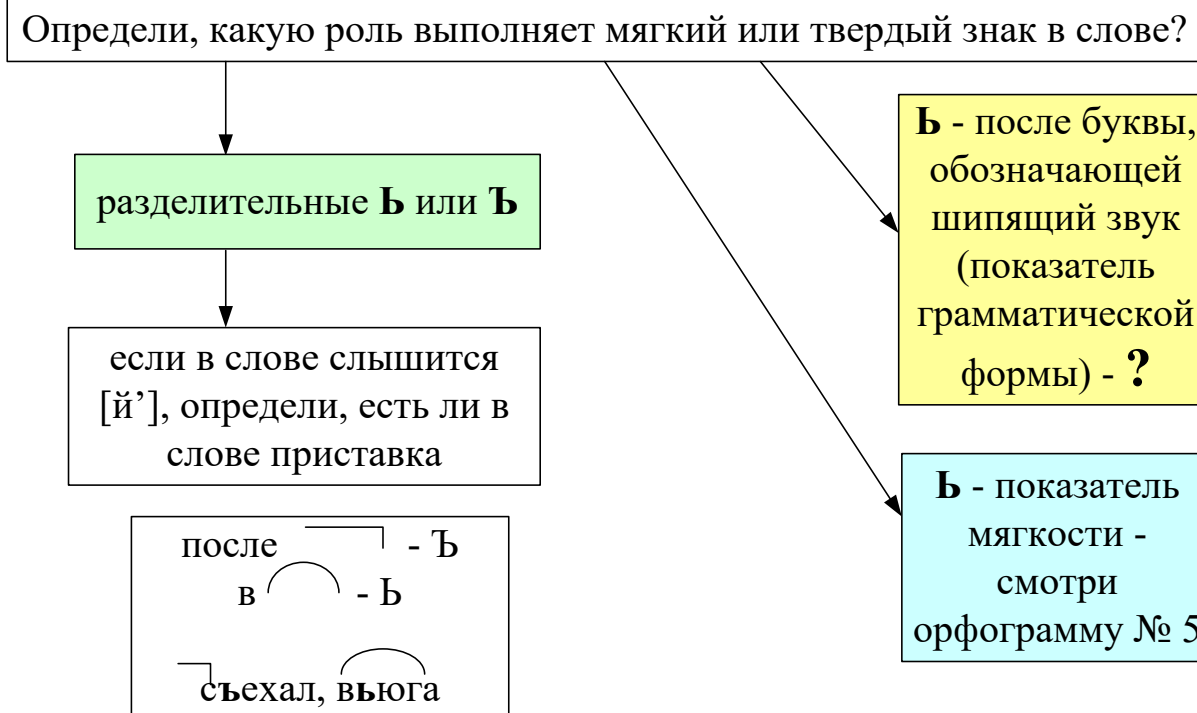 Определи, какую роль выполняет мягкий или твердый знак в слове?
разделительные Ь или Ъ
если в слове слышится
[й’], определи, есть ли в
слове приставка
после - Ъ
в - Ь
съехал, вьюга
Ь - после буквы,
обозначающей
шипящий звук
(показатель
грамматической
формы) - ?
Ь - показатель
мягкости -
смотри
орфограмму № 5